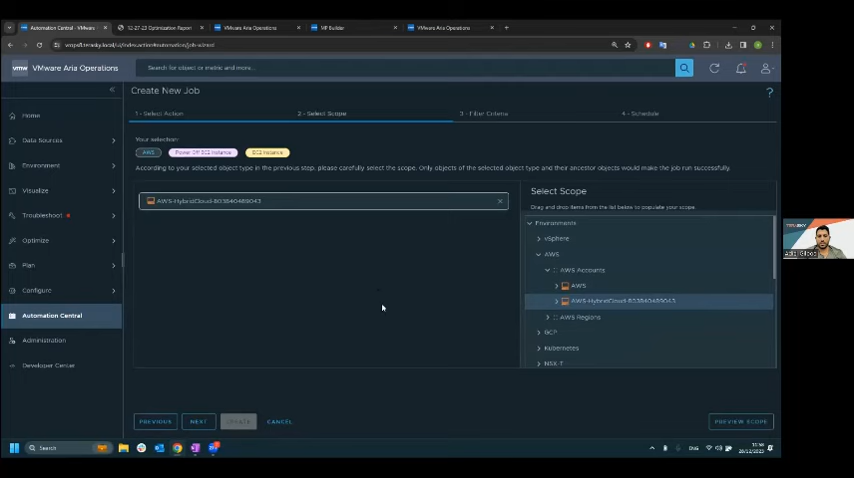 Automation Central - VMware
12-27-23 Optimization Report
VMware Aria Operations
MP Builder
VMware Aria Operations
vmw VMware Aria Operations
Search for object or metric and more...
Create New Job
Home
Data Sources
Environment
Visualize
Troubleshoot
Optimize
Plan
Configure
Automation Central
Administration
Developer Center
1 - Select Action
2 - Select Scope
3 - Filter Criteria
4 - Schedule
Your selection:
AWS
Power Off EC2 Instance
EC2 Instance
According to your selected object type in the previous step, please carefully select the scope. Only objects of the selected object type and their ancestor objects would make the job run successfully.
AWS-HybridCloud-803840489043
Select Scope
Drag and drop items from the list below to populate your scope.
Environments
vSphere
AWS
AWS Accounts
AWS
AWS-HybridCloud-803840489043
AWS Regions
GCP
Kubernetes
NSX-T
PREVIOUS
NEXT
CREATE
CANCEL
PREVIEW SCOPE
TERASKY
Search
ENG